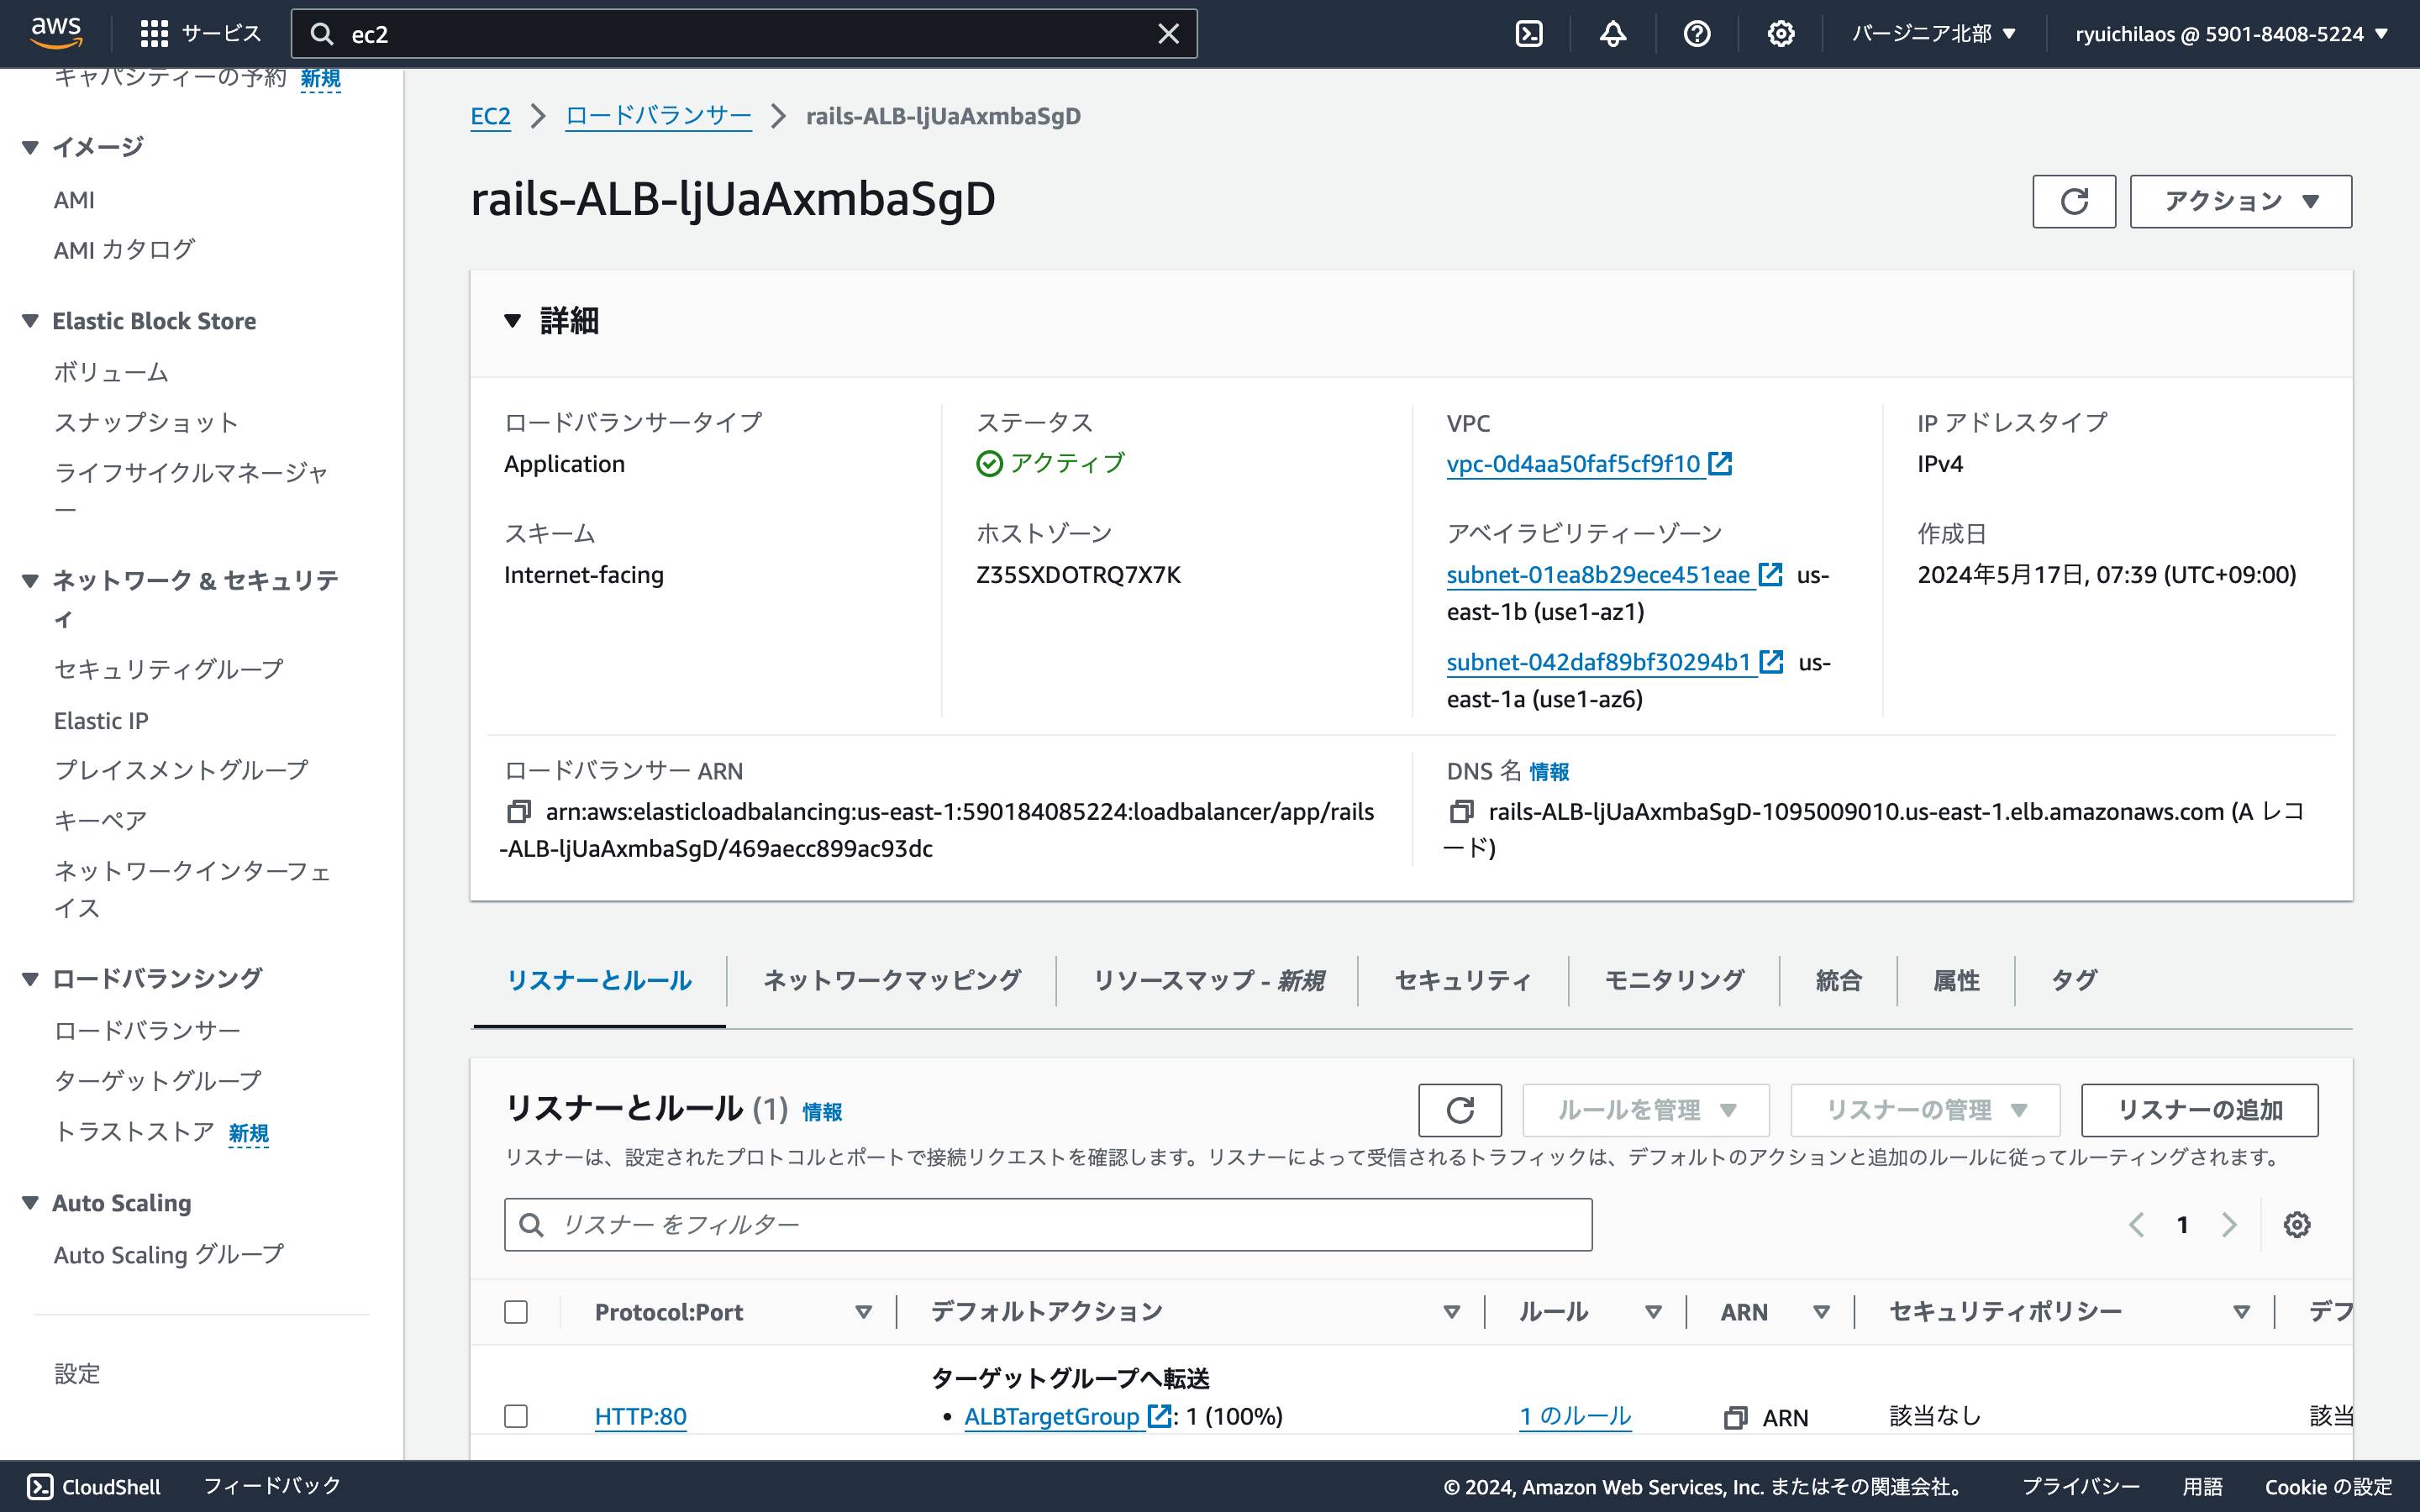 aws
サービス
ec2
バージニア北部 ▼
ryuichilaos @ 5901-8408-5224 ▼
キャパシティーの予約 新規
▼ イメージ
AMI
AMI カタログ
▼ Elastic Block Store
ボリューム
スナップショット
ライフサイクルマネージャ
ー
▼ ネットワーク & セキュリテ
ィ
セキュリティグループ
Elastic IP
プレイスメントグループ
キーペア
ネットワークインターフェ
イス
▼ ロードバランシング
ロードバランサー
ターゲットグループ
トラストストア 新規
▼ Auto Scaling
Auto Scaling グループ
設定
EC2 > ロードバランサー > rails-ALB-ljUaAxmbaSgD
rails-ALB-ljUaAxmbaSgD
アクション ▼
▼ 詳細
ロードバランサータイプ
Application
ステータス
アクティブ
VPC
vpc-0d4aa50faf5cf9f10
IP アドレスタイプ
IPv4
スキーム
Internet-facing
ホストゾーン
Z35SXDOTRQ7X7K
アベイラビリティーゾーン
subnet-01ea8b29ece451eae us-
east-1b (use1-az1)
subnet-042daf89bf30294b1 us-
east-1a (use1-az6)
作成日
2024年5月17日, 07:39 (UTC+09:00)
ロードバランサー ARN
arn:aws:elasticloadbalancing:us-east-1:590184085224:loadbalancer/app/rails
-ALB-ljUaAxmbaSgD/469aecc899ac93dc
DNS 名 情報
rails-ALB-ljUaAxmbaSgD-1095009010.us-east-1.elb.amazonaws.com (A レコ
ード)
リスナーとルール
ネットワークマッピング
リソースマップ - 新規
セキュリティ
モニタリング
統合
属性
タグ
リスナーとルール (1) 情報
ルールを管理 ▼
リスナーの管理 ▼
リスナーの追加
リスナーは、設定されたプロトコルとポートで接続リクエストを確認します。リスナーによって受信されるトラフィックは、デフォルトのアクションと追加のルールに従ってルーティングされます。
リスナー をフィルター
1
Protocol:Port
デフォルトアクション
ルール
ARN
セキュリティポリシー
デフ
HTTP:80
ターゲットグループへ転送
• ALBTargetGroup : 1 (100%)
1 のルール
ARN
該当なし
該当
CloudShell
フィードバック
© 2024, Amazon Web Services, Inc. またはその関連会社。
プライバシー
用語
Cookie の設定